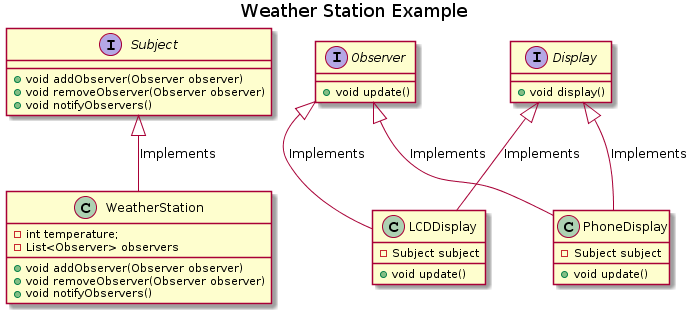 Weather Station Example
I Subject
void addObserver(Observer observer)
void removeObserver(Observer observer)
void notifyObservers()
I Observer
void update()
I Display
void display()
Implements
Implements
Implements
Implements
Implements
C WeatherStation
int temperature;
List<Observer> observers
void addObserver(Observer observer)
void removeObserver(Observer observer)
void notifyObservers()
C LCDDisplay
Subject subject
void update()
C PhoneDisplay
Subject subject
void update()